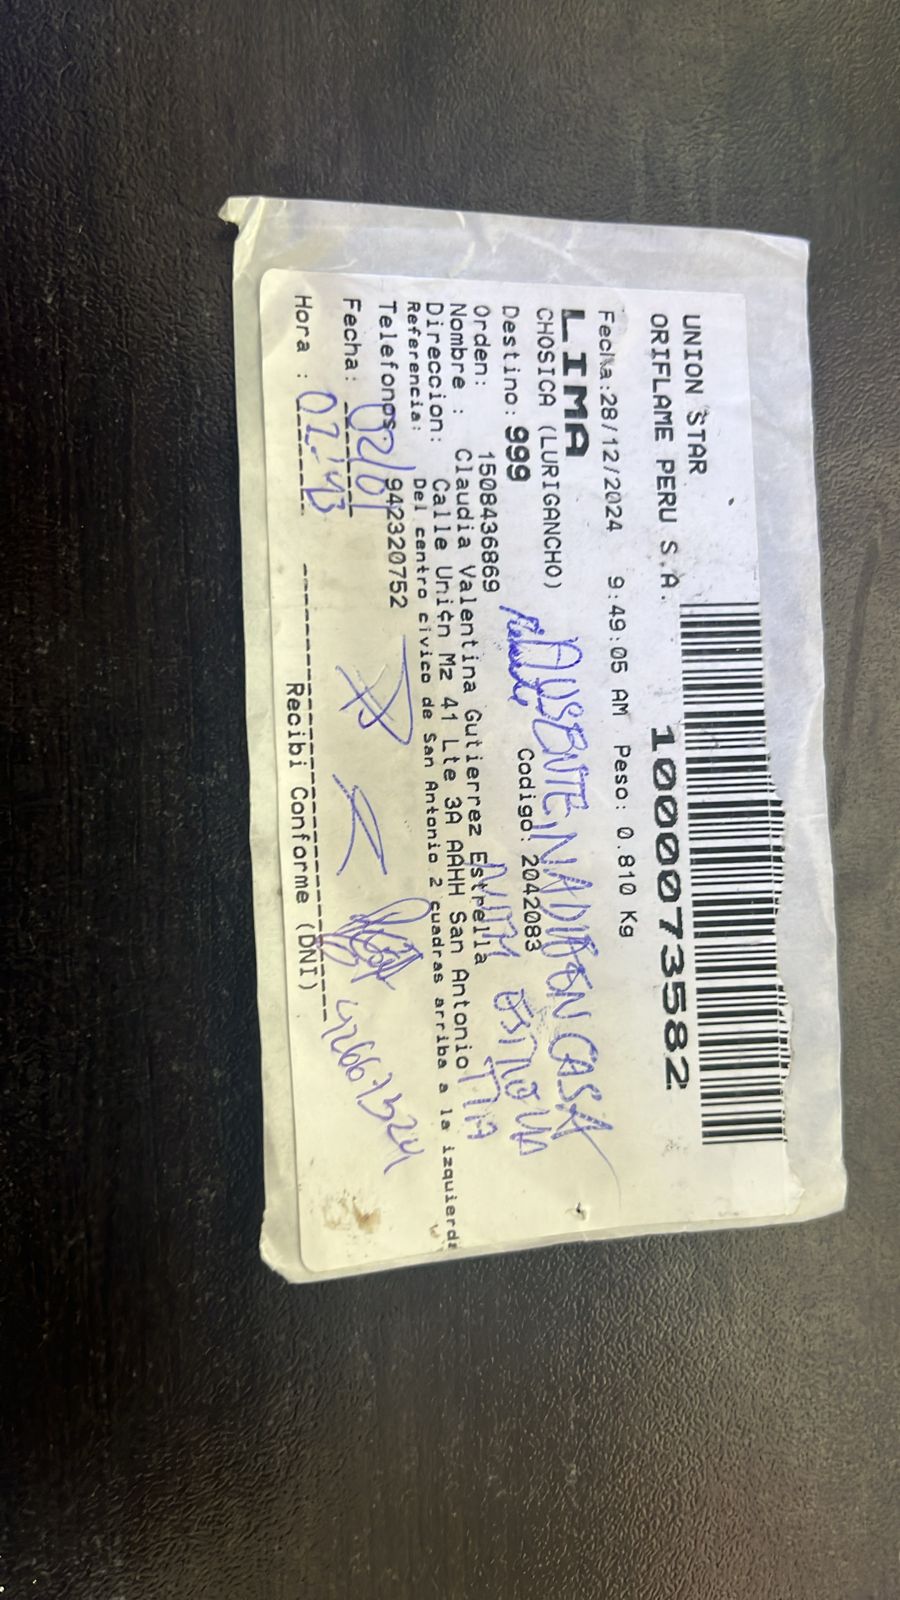 UNION STAR
ORIFLAME PERU S.A.
10000073582
Fecha:28/12/2024 9:49:05 AM Peso: 0.810 Kg
LIMA
CHOSICA (LURIGANCHO)
AUSENTE NADIE EN CASA
Destino: 999 Codigo: 2042083
Orden: 1508436869
Nombre : Claudia Valentina Gutierrez Estrella
Direccion: Calle Uni¢n Mz 41 Lte 3A AAHH San Antonio
Referencia: Del centro civico de San Antonio 2 cuadras arriba a la izquierda
Telefonos 942320752
Fecha: 02/01
Hora : 02:43
Recibi Conforme (DNI)